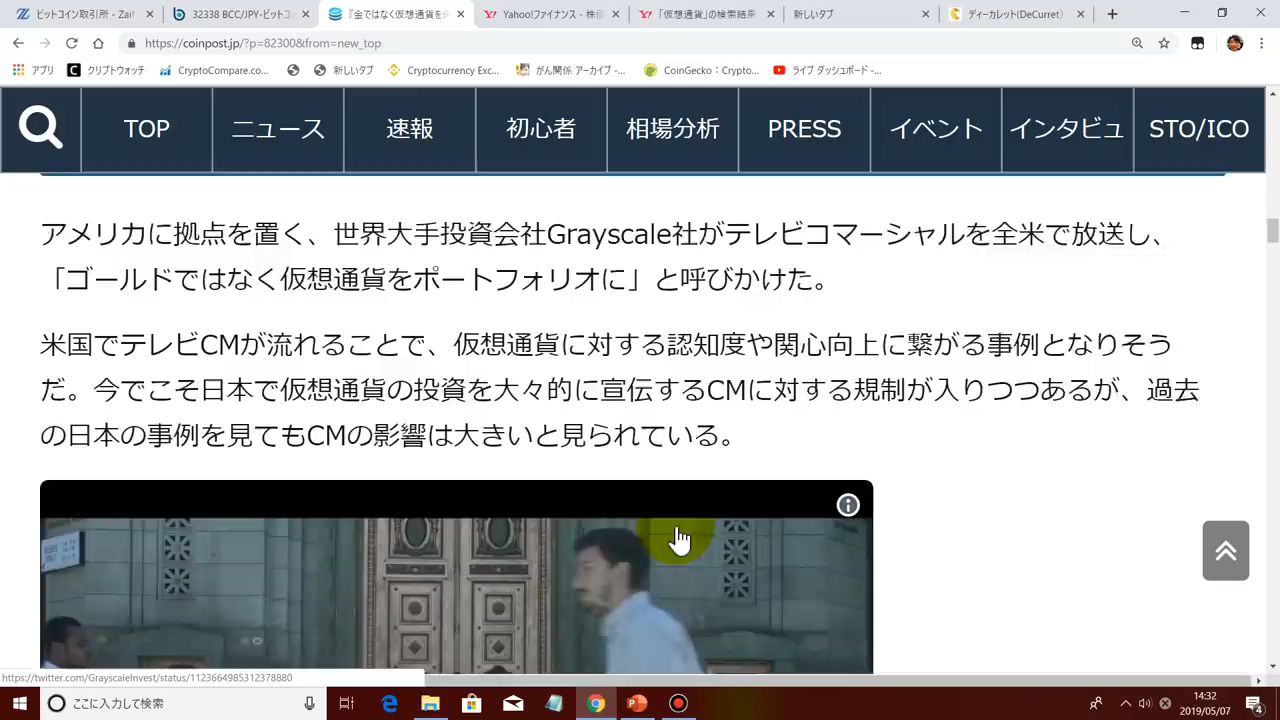 ビットコイン取引所 - Zaif
32338 BCC/JPY-ビットコ
『金ではなく仮想通貨を
Yahoo!ファイナンス - 株価
「仮想通貨」の検索結果
新しいタブ
ディーカレット(DeCurret)
https://coinpost.jp/?p=82300&from=new_top
アプリ
クリプトウォッチ
CryptoCompare.co...
新しいタブ
Cryptocurrency Exc...
がん関係 アーカイブ -...
CoinGecko：Crypto...
ライブ ダッシュボード -...
TOP
ニュース
速報
初心者
相場分析
PRESS
イベント
インタビュ
STO/ICO
アメリカに拠点を置く、世界大手投資会社Grayscale社がテレビコマーシャルを全米で放送し、
「ゴールドではなく仮想通貨をポートフォリオに」と呼びかけた。
米国でテレビCMが流れることで、仮想通貨に対する認知度や関心向上に繋がる事例となりそう
だ。今でこそ日本で仮想通貨の投資を大々的に宣伝するCMに対する規制が入りつつあるが、過去
の日本の事例を見てもCMの影響は大きいと見られている。
https://twitter.com/GrayscaleInvest/status/1123664985312378880
ここに入力して検索
14:32
2019/05/07
4